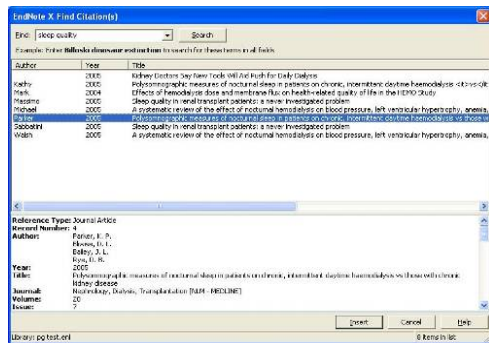 EndNote X Find Citation(s)
Find: sleep quality Search
Example: Enter Billoski dinosaur extinction to search for these terms in all fields
Author Year Title
2005 Kidney Doctors Say New Tools Will Aid Push for Daily Dialysis
Kathy 2005 Polysomnographic measures of nocturnal sleep in patients on chronic, intermittent daytime haemodialysis <it>vs</it
Mark 2004 Effects of hemodialysis dose and membrane flux on health-related quality of life in the HEMO Study
Massimo 2005 Sleep quality in renal transplant patients: a never investigated problem
Michael 2005 A systematic review of the effect of nocturnal hemodialysis on blood pressure, left ventricular hypertrophy, anemia,
Parker 2005 Polysomnographic measures of nocturnal sleep in patients on chronic, intermittent daytime haemodialysis vs those w
Sabbatini 2005 Sleep quality in renal transplant patients: a never investigated problem
Walsh 2005 A systematic review of the effect of nocturnal hemodialysis on blood pressure, left ventricular hypertrophy, anemia,
Reference Type: Journal Article
Record Number: 4
Author: Parker, K. P.
Bliwise, D. L.
Bailey, J. L.
Rye, D. B.
Year: 2005
Title: Polysomnographic measures of nocturnal sleep in patients on chronic, intermittent daytime haemodialysis vs those with chronic
kidney disease
Journal: Nephrology, Dialysis, Transplantation [NLM - MEDLINE]
Volume: 20
Issue: 7
Insert Cancel Help
Library: pg test.enl 8 items in list